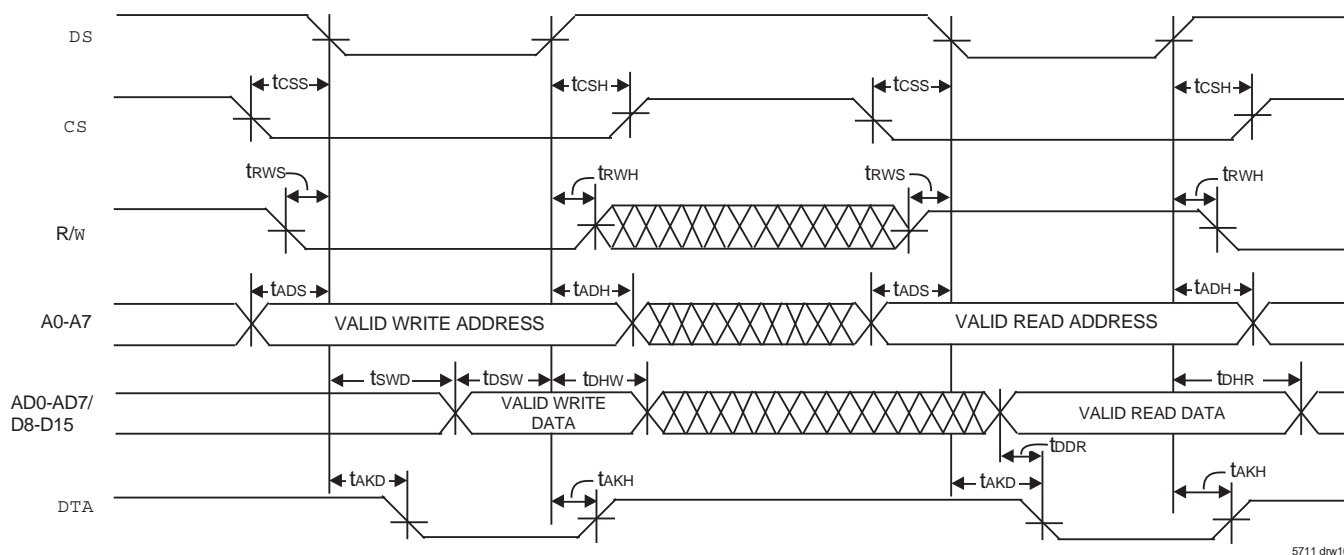 DS
tCSS
tCSH
tCSS
tCSH
CS
tRWS
tRWH
tRWS
tRWH
R/W
tADS
tADH
tADS
tADH
A0-A7
VALID WRITE ADDRESS
VALID READ ADDRESS
tSWD
tDSW
tDHW
tDHR
AD0-AD7/
D8-D15
VALID WRITE
DATA
VALID READ DATA
tDDR
tAKD
tAKH
tAKD
tAKH
DTA